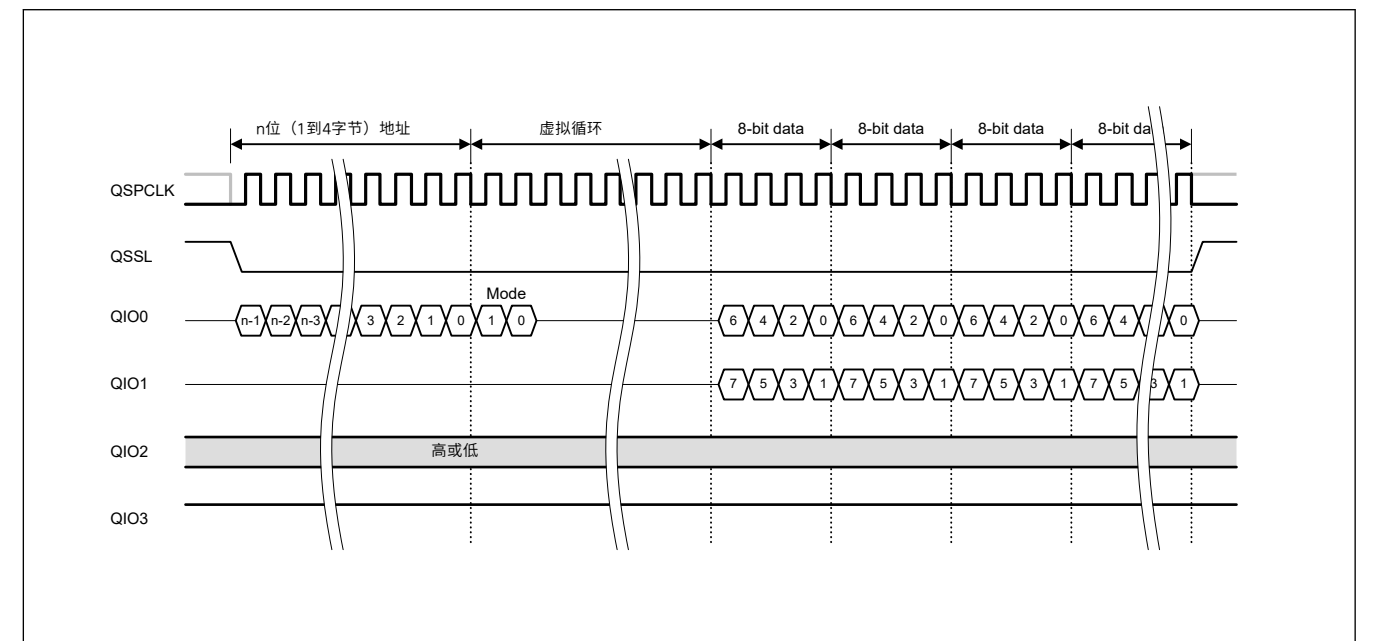 n位（1到4字节）地址 虚拟循环 8-bit data 8-bit data 8-bit data 8-bit da
QSPCLK
QSSL
Mode
QIO0 n-1 n-2 n-3 3 2 1 0 1 0 6 4 2 0 6 4 2 0 6 4 2 0 6 4 0
QIO1 7 5 3 1 7 5 3 1 7 5 3 1 7 5 3 1
QIO2 高或低
QIO3